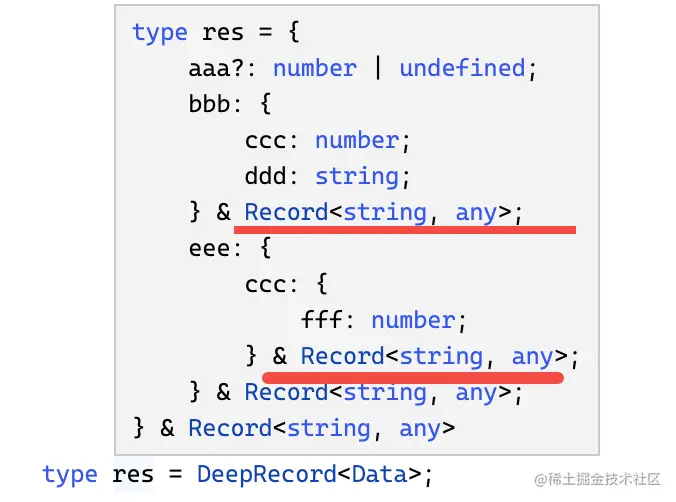 type res = {
    aaa?: number | undefined;
    bbb: {
        ccc: number;
        ddd: string;
    } & Record<string, any>;
    eee: {
        ccc: {
            fff: number;
        } & Record<string, any>;
    } & Record<string, any>;
} & Record<string, any>
type res = DeepRecord<Data>;
@稀土掘金技术社区